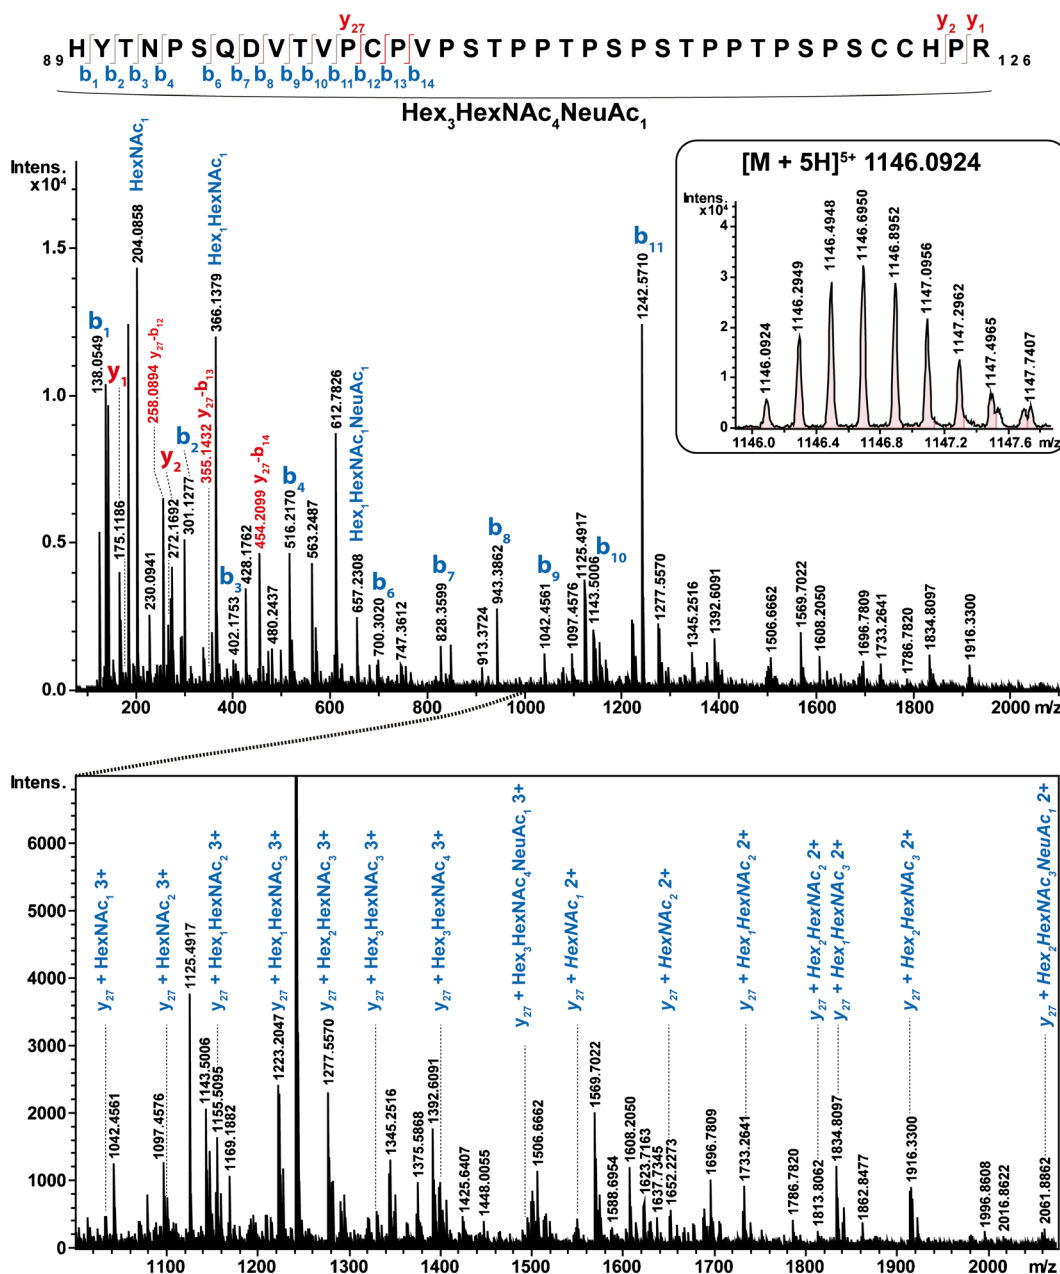 y27 y2 y1
89 HYTNPSQDVTVPCPVPSTPPTPSPSTPPTPSPSCCHPR 126
b1 b2 b3 b4 b6 b7 b8 b9 b10 b11 b12 b13 b14
Hex3HexNAc4NeuAc1
Intens.
x10^4
1.5
1.0
0.5
0.0
200 400 600 800 1000 1200 1400 1600 1800 2000 m/z
b1
138.0549
y1
175.1186
HexNAc1
204.0858
230.0941
258.0894 y27-b12
y2
272.1692
b2
301.1277
355.1432 y27-b13
Hex1HexNAc1
366.1379
b3
402.1753
428.1762
454.2099 y27-b14
480.2437
b4
516.2170
563.2487
612.7826
Hex1HexNAc1NeuAc1
657.2308
b6
700.3020
747.3612
b7
828.3599
913.3724
b8
943.3862
b9
1042.4561
1097.4576
1125.4917
b10
1143.5006
b11
1242.5710
1277.5570
1345.2516
1392.6091
1506.6662
1569.7022
1608.2050
1696.7809
1733.2641
1786.7820
1834.8097
1916.3300
[M + 5H]5+ 1146.0924
Intens.
x10^4
4
3
2
1
0
1146.0924
1146.2949
1146.4948
1146.6950
1146.8952
1147.0956
1147.2962
1147.4965
1147.7407
1146.0 1146.4 1146.8 1147.2 1147.6 m/z
Intens.
6000
5000
4000
3000
2000
1000
0
y27 + HexNAc1 3+
y27 + HexNAc2 3+
y27 + Hex1HexNAc2 3+
y27 + Hex1HexNAc3 3+
y27 + Hex2HexNAc3 3+
y27 + Hex3HexNAc3 3+
y27 + Hex3HexNAc4 3+
y27 + Hex3HexNAc4NeuAc1 3+
y27 + HexNAc1 2+
y27 + HexNAc2 2+
y27 + Hex1HexNAc2 2+
y27 + Hex2HexNAc2 2+
y27 + Hex1HexNAc3 2+
y27 + Hex2HexNAc3 2+
y27 + Hex2HexNAc3NeuAc1 2+
1042.4561
1097.4576
1125.4917
1143.5006
1155.5095
1169.1882
1223.2047
1277.5570
1345.2516
1375.5868
1392.6091
1425.6407
1448.0055
1506.6662
1569.7022
1588.6954
1608.2050
1623.7163
1637.7345
1652.2273
1696.7809
1733.2641
1786.7820
1813.8062
1834.8097
1862.8477
1916.3300
1996.8608
2016.8622
2061.8862
1100 1200 1300 1400 1500 1600 1700 1800 1900 2000 m/z